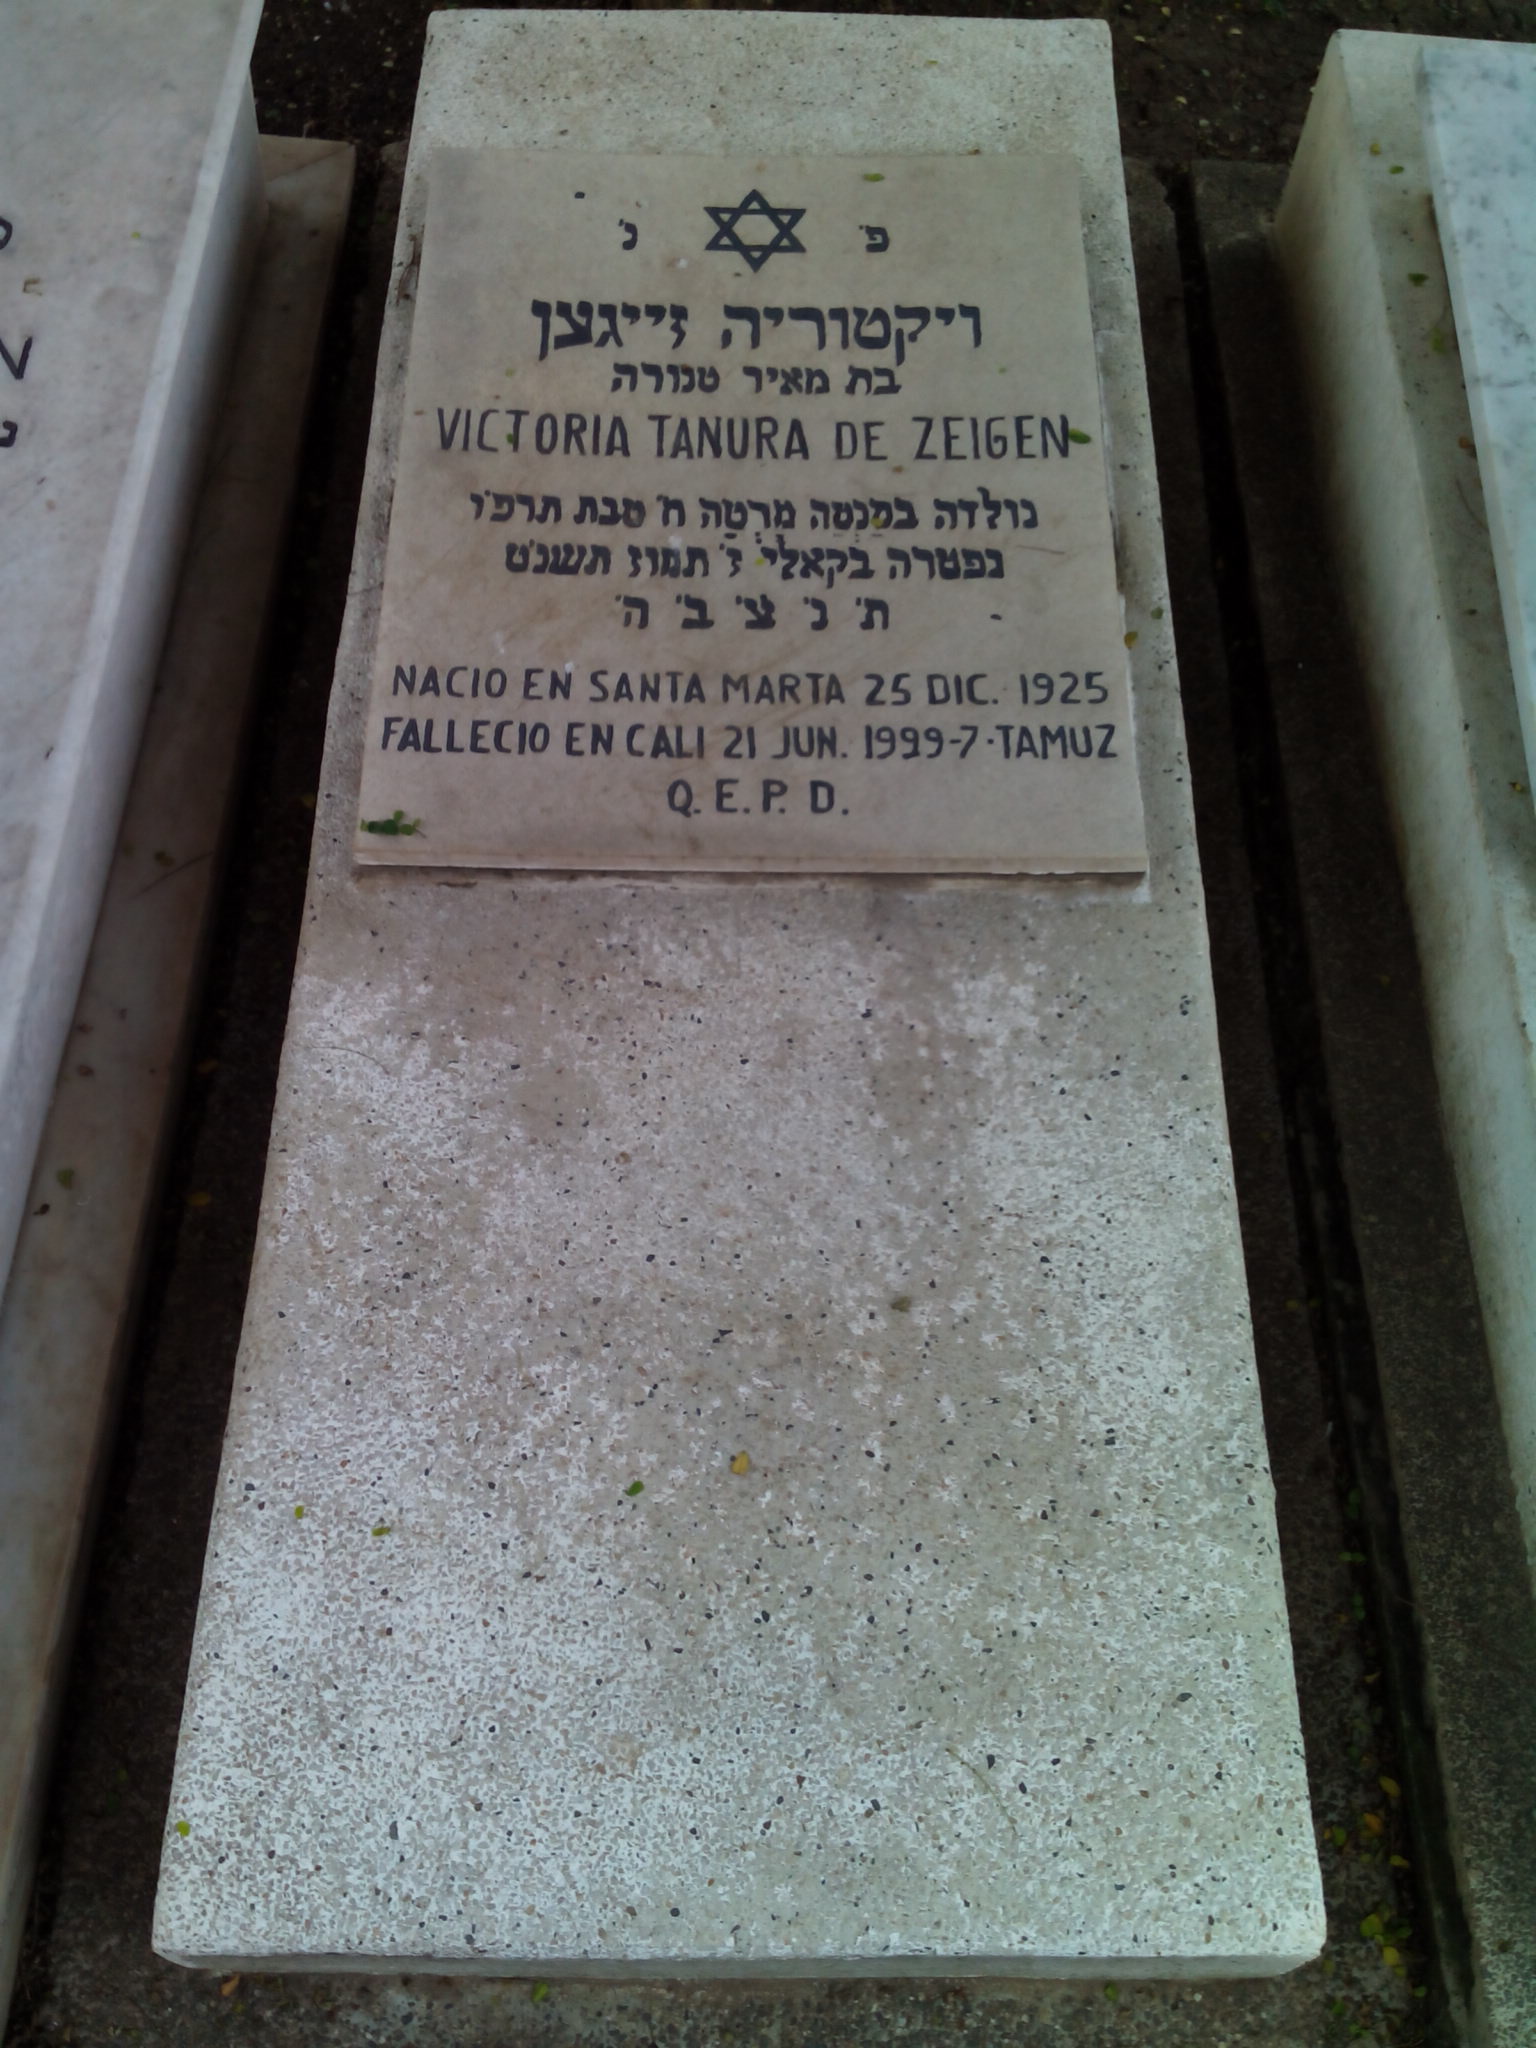 פ' נ'
ויקטוריה זייגצן
בת מאיר טנורה
VICTORIA TANURA DE ZEIGEN
נולדה בסנטה מרטה ח' טבת תרפ"ו
נפטרה בקאלי ז' תמוז תשנ"ט
ת' נ' צ' ב' ה'
NACIO EN SANTA MARTA 25 DIC. 1925
FALLECIO EN CALI 21 JUN. 1999-7·TAMUZ
Q. E. P. D.